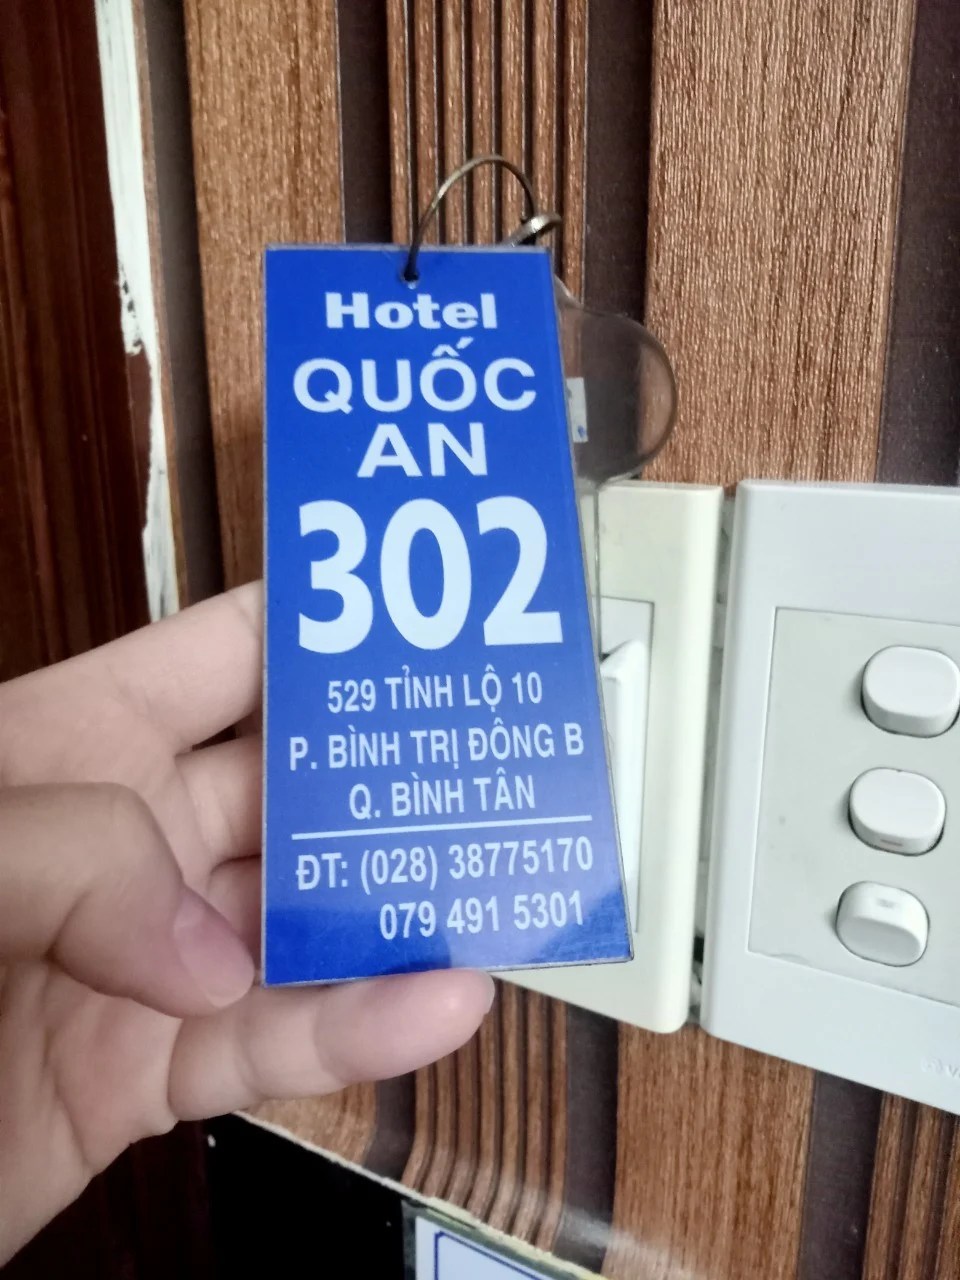 Hotel
QUỐC
AN
302
529 TỈNH LỘ 10
P. BÌNH TRỊ ĐÔNG B
Q. BÌNH TÂN
ĐT: (028) 38775170
079 491 5301